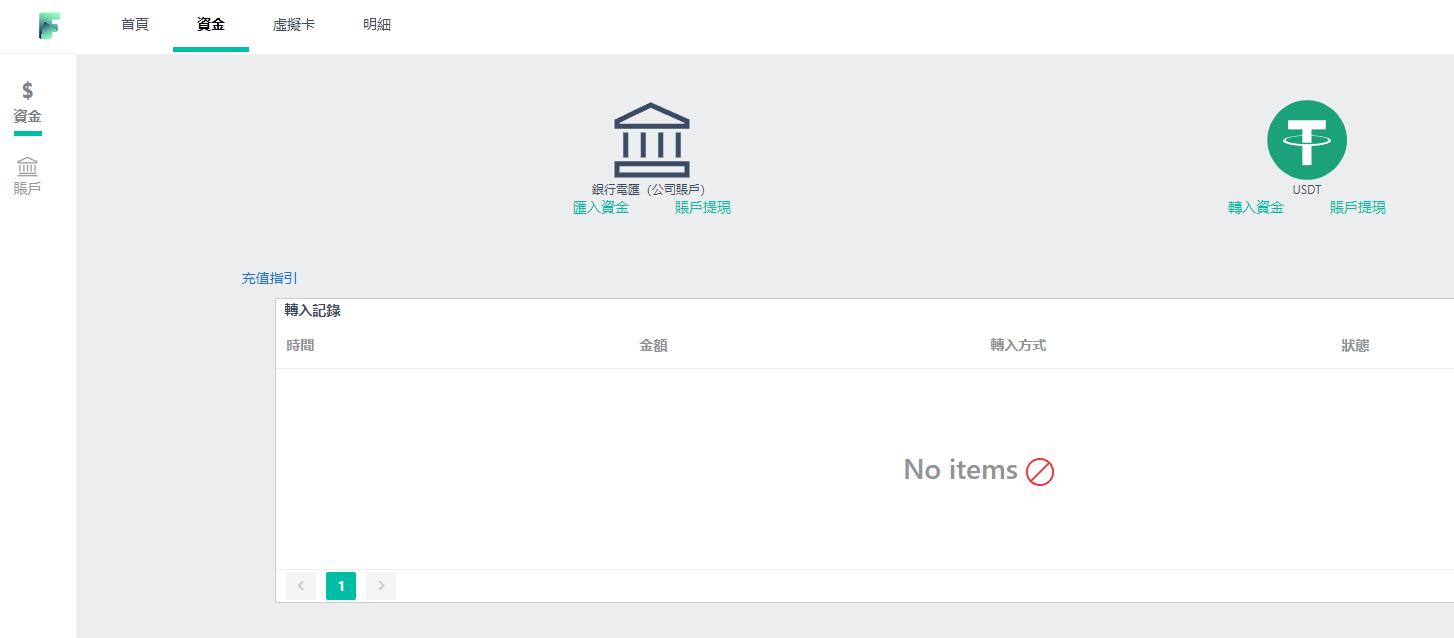 首頁 資金 虛擬卡 明細
$
資金
賬戶
銀行電匯（公司賬戶）
匯入資金 賬戶提現
USDT
轉入資金 賬戶提現
充值指引
轉入記錄
時間 金額 轉入方式 狀態
No items
1